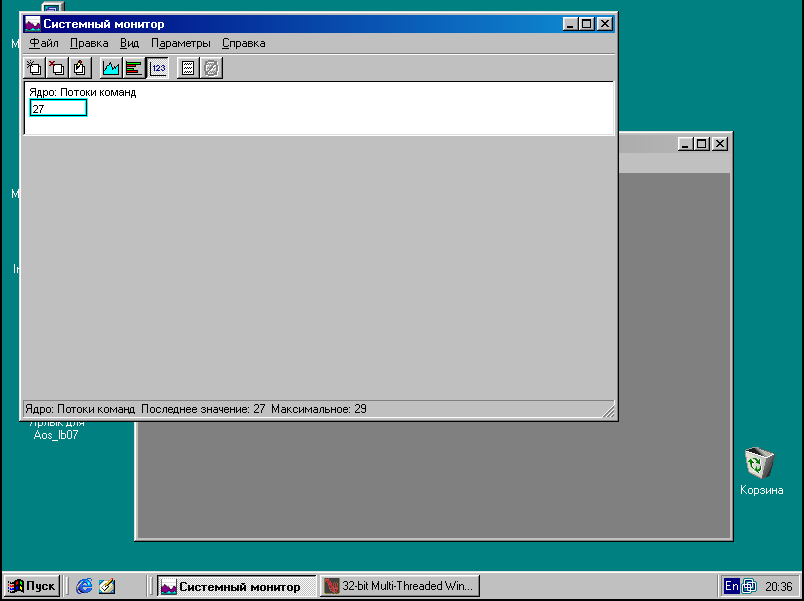 Системный монитор
Файл Правка Вид Параметры Справка
123
Ядро: Потоки команд
27
Ядро: Потоки команд Последнее значение: 27 Максимальное: 29
Ярлык для
Aos_lb07
Корзина
Пуск
Системный монитор
32-bit Multi-Threaded Win...
En
20:36